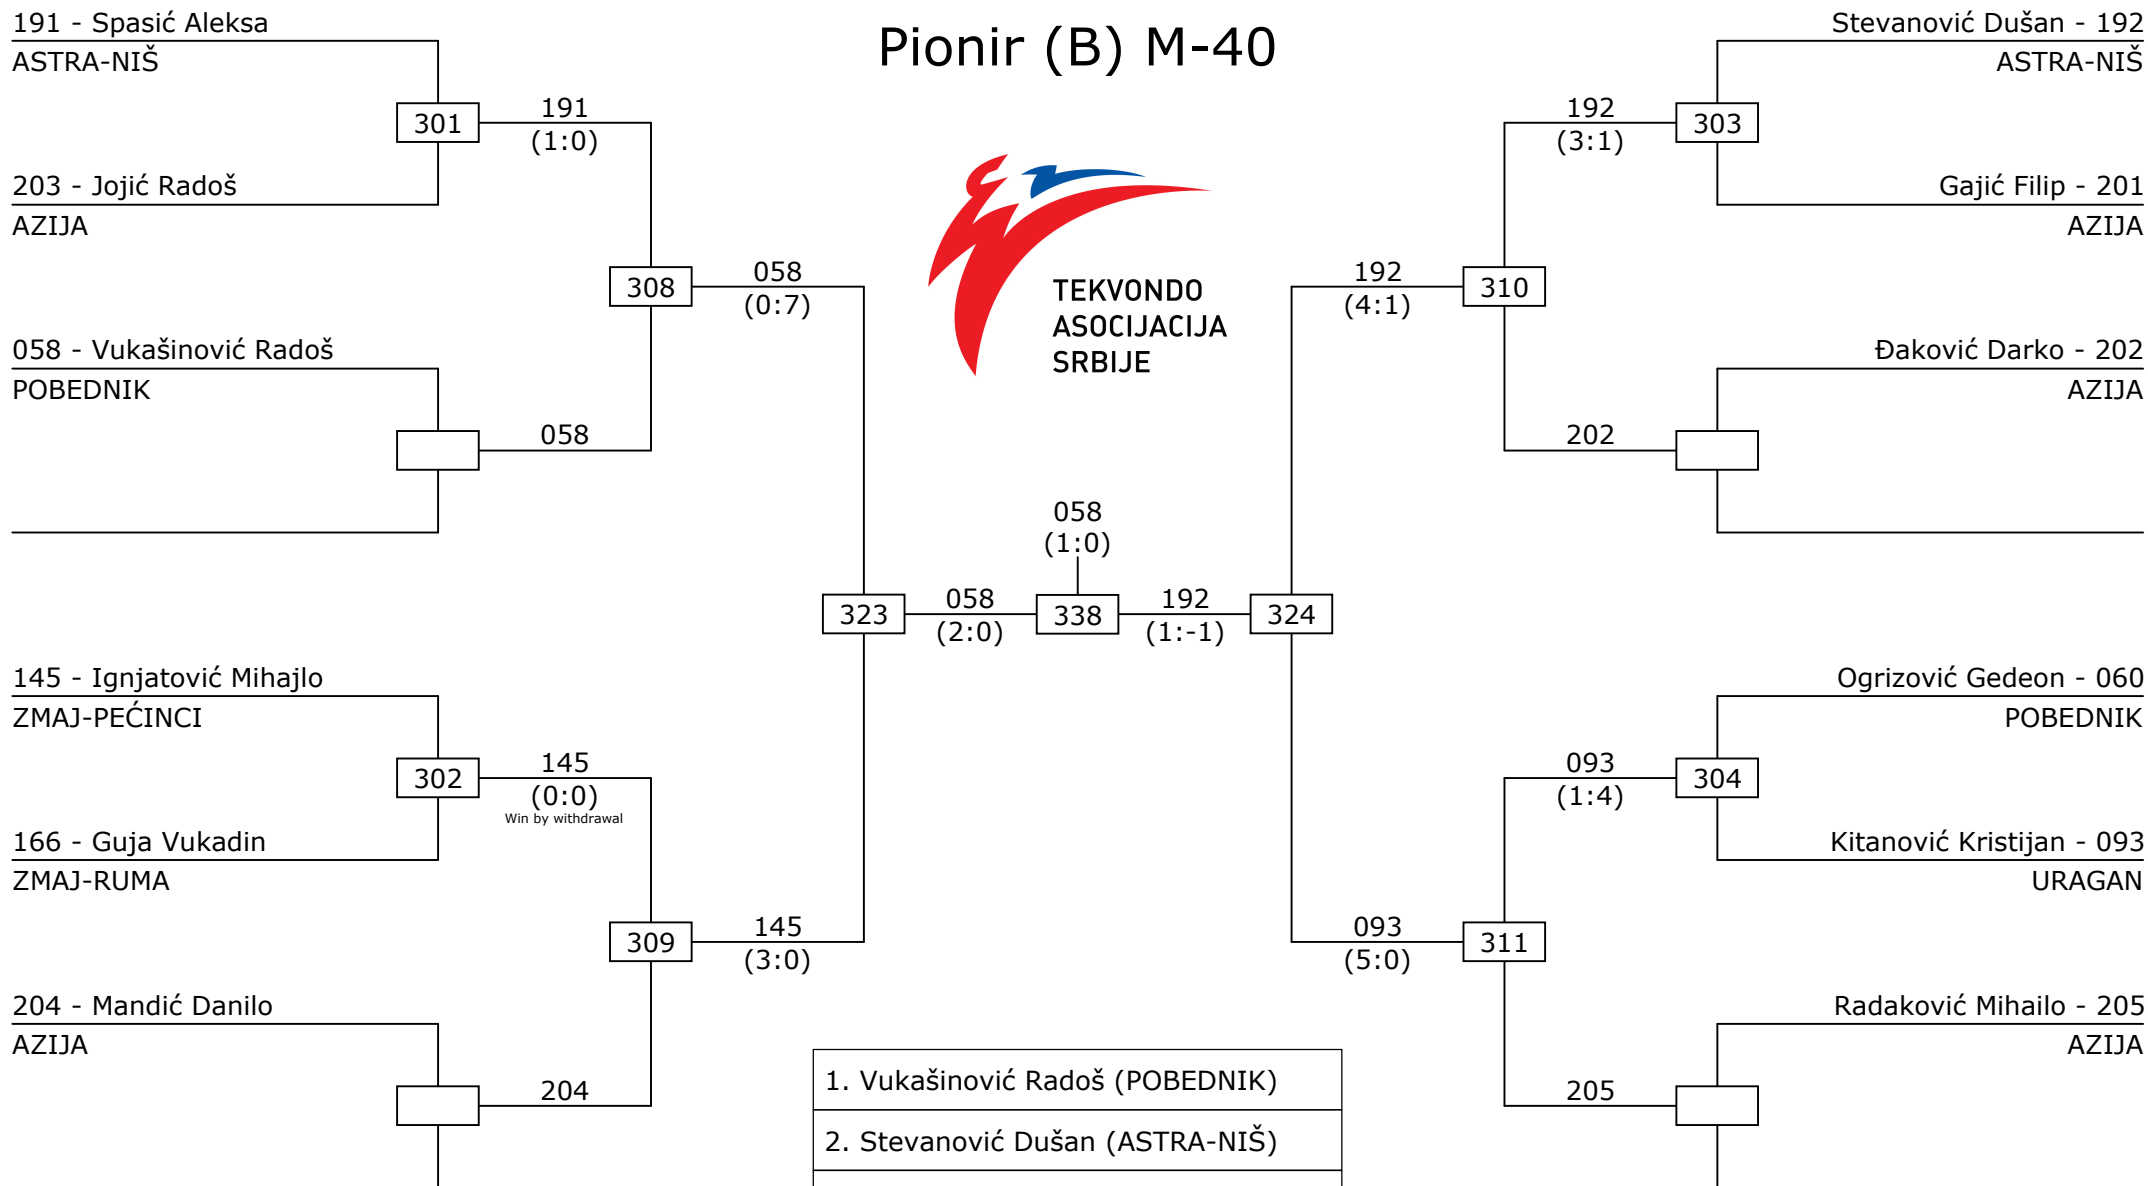 Pionir (B) M-40
191 - Spasić Aleksa
ASTRA-NIŠ
301
191
(1:0)
203 - Jojić Radoš
AZIJA
308
058
(0:7)
058 - Vukašinović Radoš
POBEDNIK
058
145 - Ignjatović Mihajlo
ZMAJ-PEĆINCI
302
145
(0:0)
Win by withdrawal
166 - Guja Vukadin
ZMAJ-RUMA
309
145
(3:0)
204 - Mandić Danilo
AZIJA
204
323
058
(2:0)
058
(1:0)
338
192
(1:-1)
324
TEKVONDO
ASOCIJACIJA
SRBIJE
Stevanović Dušan - 192
ASTRA-NIŠ
192
(3:1)
303
Gajić Filip - 201
AZIJA
192
(4:1)
310
Đaković Darko - 202
AZIJA
202
Ogrizović Gedeon - 060
POBEDNIK
093
(1:4)
304
Kitanović Kristijan - 093
URAGAN
093
(5:0)
311
Radaković Mihailo - 205
AZIJA
205
1. Vukašinović Radoš (POBEDNIK)
2. Stevanović Dušan (ASTRA-NIŠ)